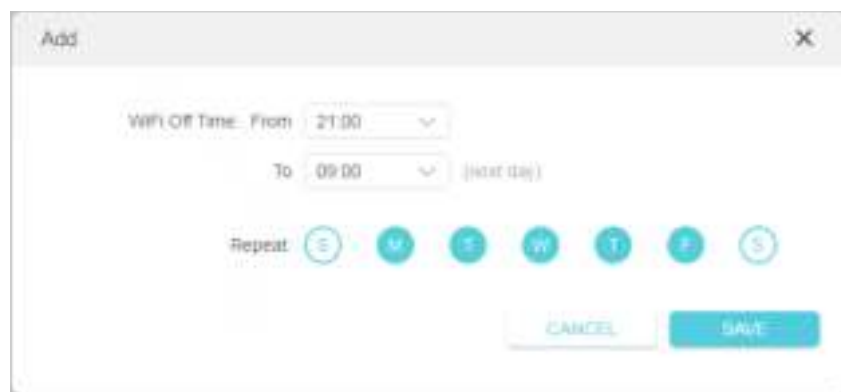 Add
WiFi Off Time: From 21:00
To 09:00 (next day)
Repeat S M T W T F S
CANCEL SAVE